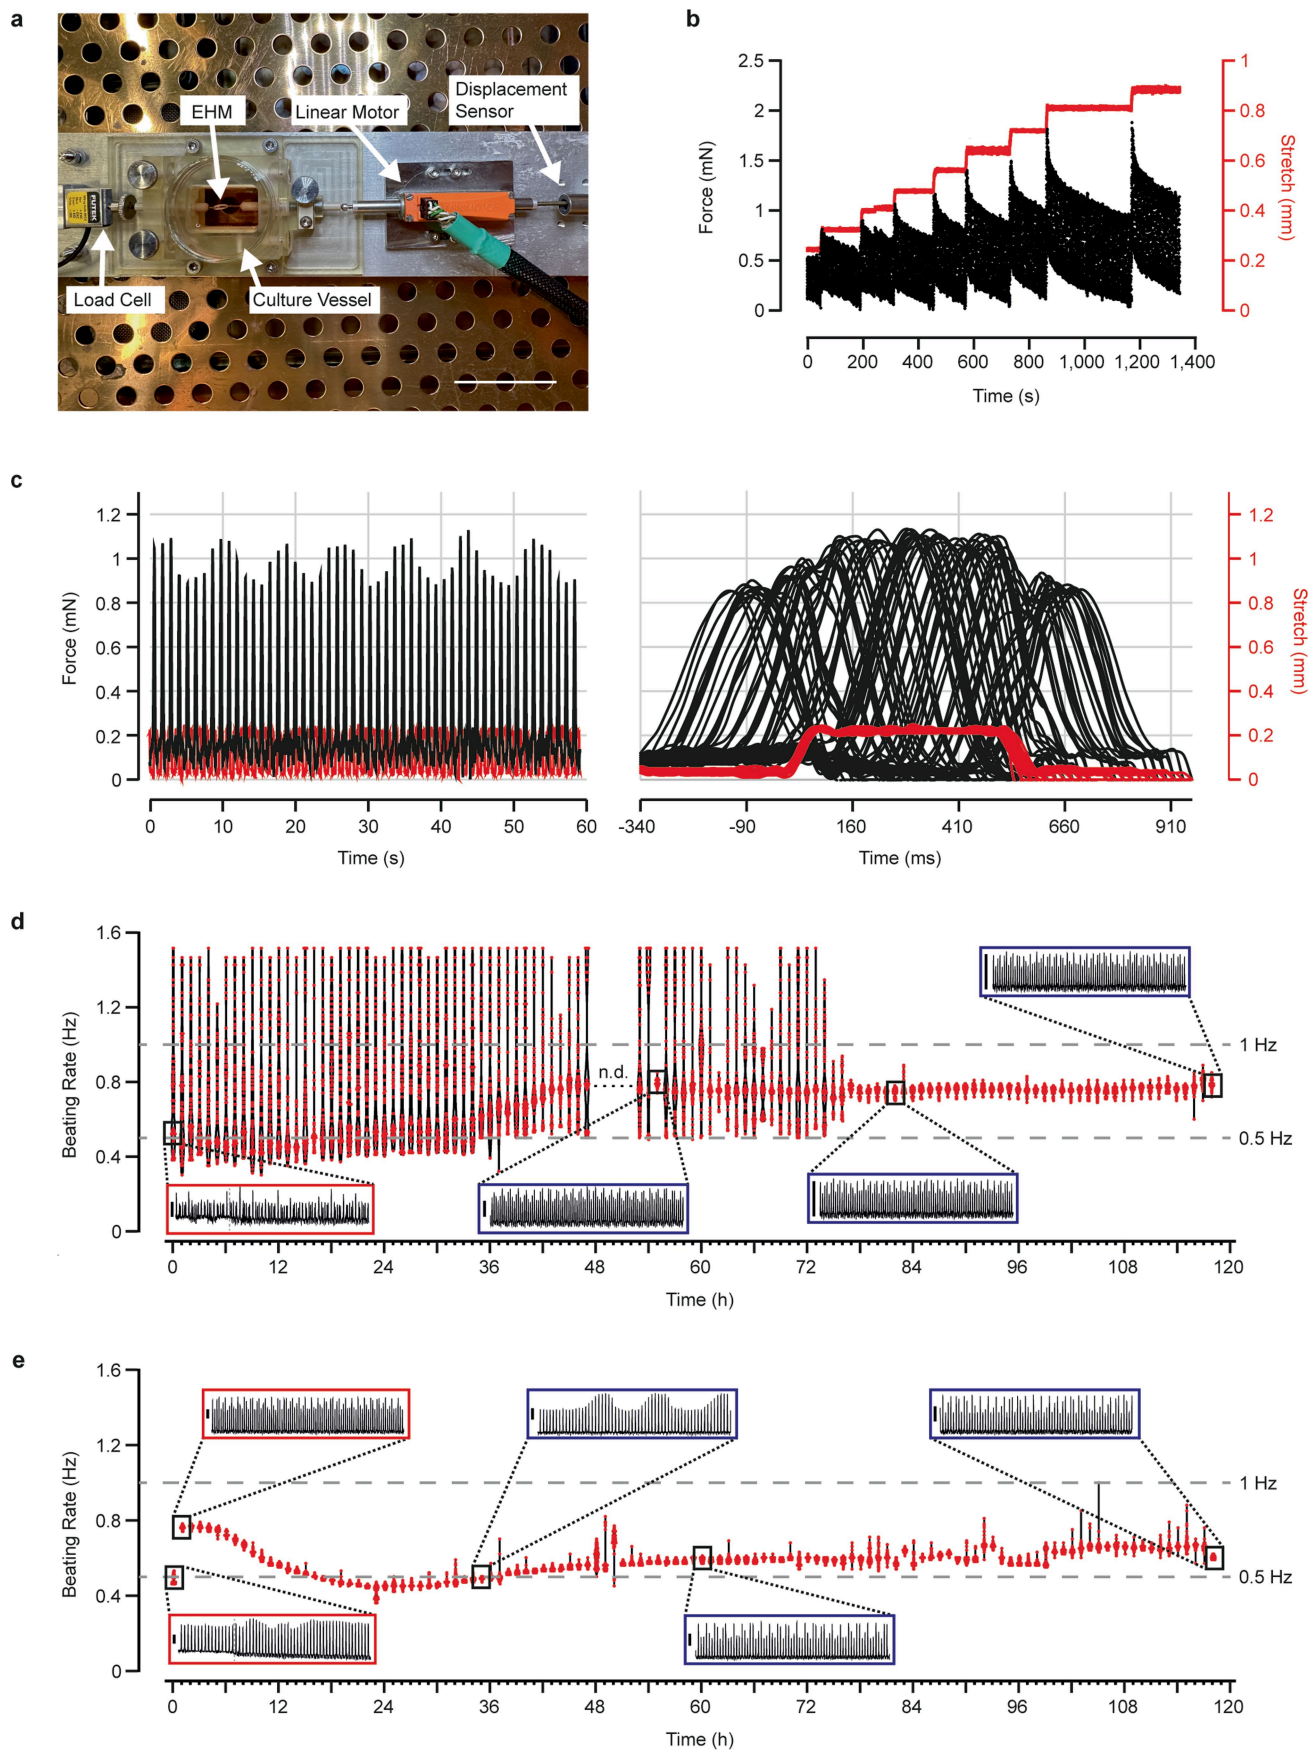 a
EHM
Linear Motor
Displacement
Sensor
FUTEK
Load Cell
Culture Vessel
b
2.5
2
1.5
1
0.5
0
Force (mN)
1
0.8
0.6
0.4
0.2
0
Stretch (mm)
0 200 400 600 800 1,000 1,200 1,400
Time (s)
c
1.2
1
0.8
0.6
0.4
0.2
0
Force (mN)
0 10 20 30 40 50 60
Time (s)
-340 -90 160 410 660 910
Time (ms)
1.2
1
0.8
0.6
0.4
0.2
0
Stretch (mm)
d
1.6
1.2
0.8
0.4
0
Beating Rate (Hz)
n.d.
1 Hz
0.5 Hz
0 12 24 36 48 60 72 84 96 108 120
Time (h)
e
1.6
1.2
0.8
0.4
0
Beating Rate (Hz)
1 Hz
0.5 Hz
0 12 24 36 48 60 72 84 96 108 120
Time (h)